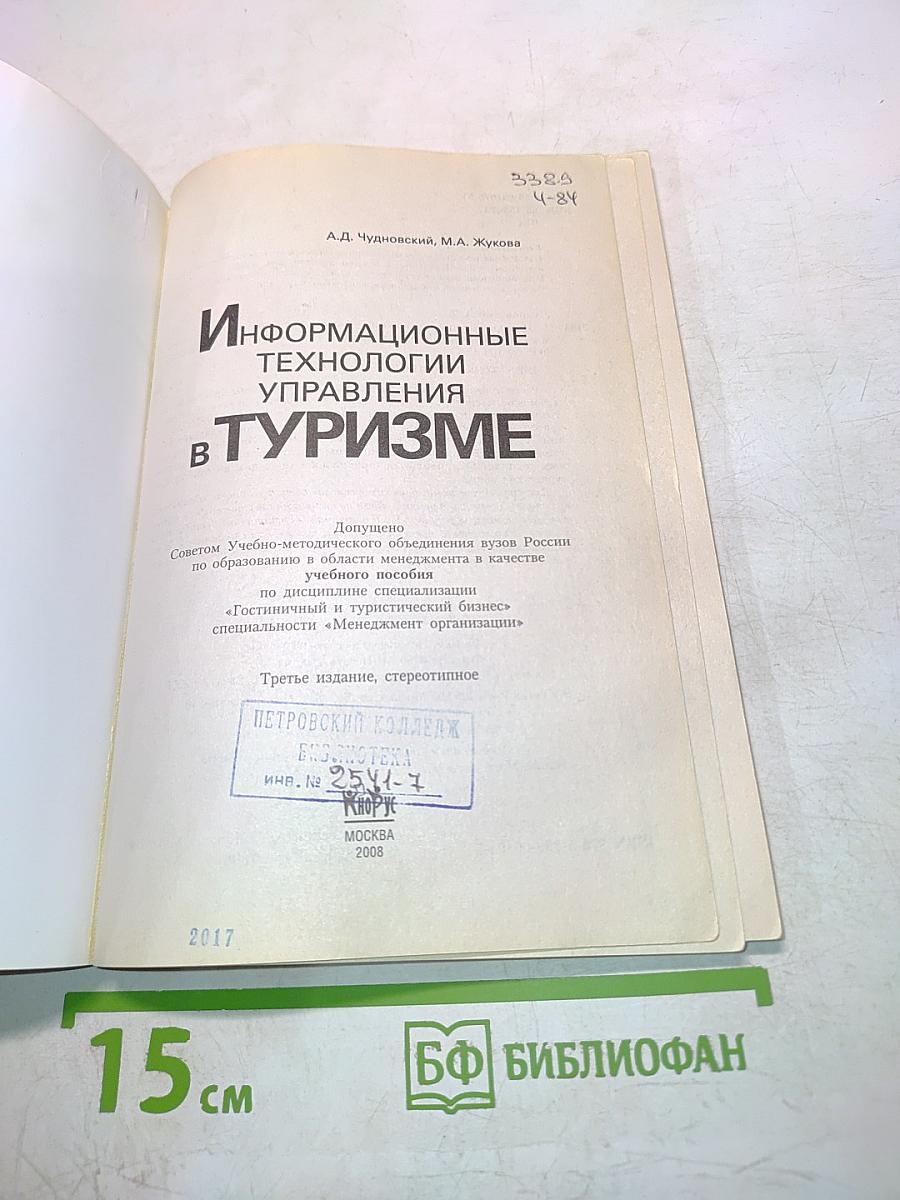 338.9
Ч-84
А.Д. Чудновский, М.А. Жукова
ИНФОРМАЦИОННЫЕ
ТЕХНОЛОГИИ
УПРАВЛЕНИЯ
В ТУРИЗМЕ
Допущено
Советом Учебно-методического объединения вузов России
по образованию в области менеджмента в качестве
учебного пособия
по дисциплине специализации
«Гостиничный и туристический бизнес»
специальности «Менеджмент организации»
Третье издание, стереотипное
ПЕТРОВСКИЙ КОЛЛЕДЖ
БИБЛИОТЕКА
ИНВ. № 2541-7
КНОРУС
МОСКВА
2008
2017
15 см
БФ БИБЛИОФАН